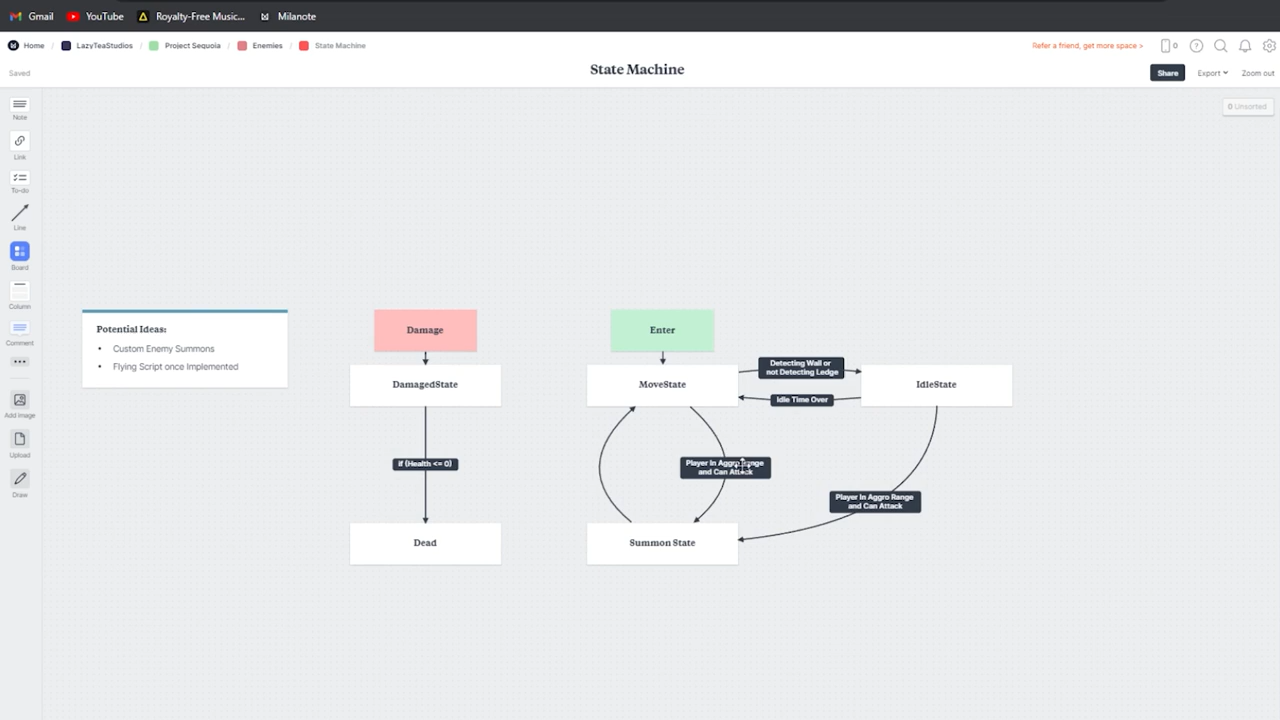 Gmail
YouTube
Royalty-Free Music...
Milanote
Home / LazyTeaStudios / Project Sequoia / Enemies / State Machine
Refer a friend, get more space >
0
Saved
State Machine
Share
Export
Zoom out
0 Unsorted
Note
Link
To-do
Line
Board
Column
Comment
Add image
Upload
Draw
Potential Ideas:
• Custom Enemy Summons
• Flying Script once Implemented
Damage
DamagedState
if (Health <= 0)
Dead
Enter
MoveState
Detecting Wall or
not Detecting Ledge
Idle Time Over
IdleState
Player In Aggro Range
and Can Attack
Player In Aggro Range
and Can Attack
Summon State